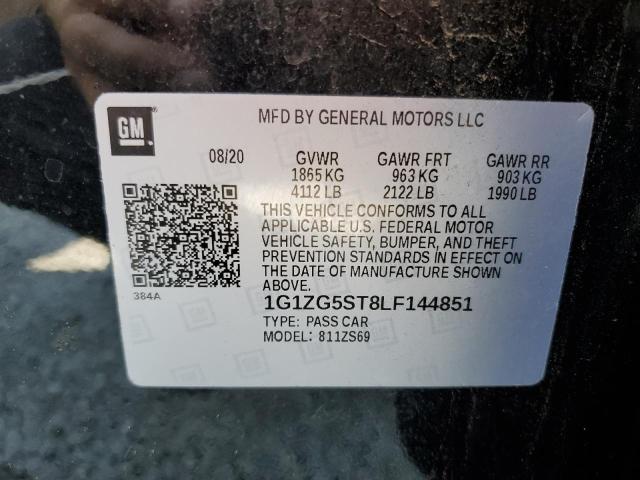 GM
MFD BY GENERAL MOTORS LLC
08/20 GVWR GAWR FRT GAWR RR
1865 KG 963 KG 903 KG
4112 LB 2122 LB 1990 LB
THIS VEHICLE CONFORMS TO ALL
APPLICABLE U.S. FEDERAL MOTOR
VEHICLE SAFETY, BUMPER, AND THEFT
PREVENTION STANDARDS IN EFFECT ON
THE DATE OF MANUFACTURE SHOWN
ABOVE.
384A
1G1ZG5ST8LF144851
TYPE: PASS CAR
MODEL: 811ZS69